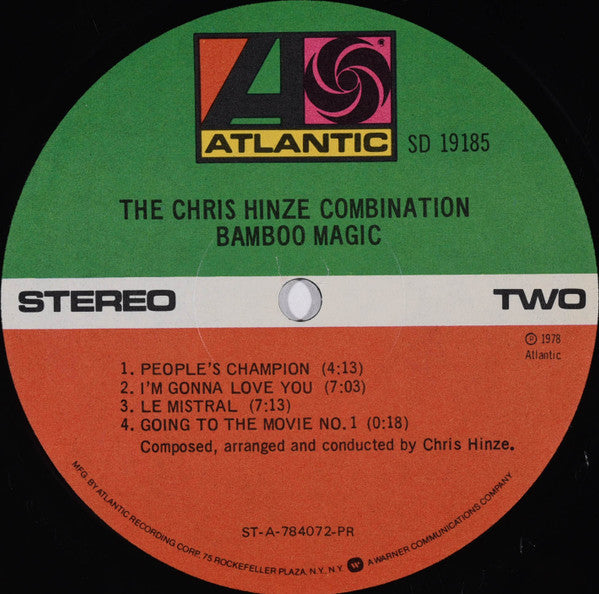 ATLANTIC SD 19185
THE CHRIS HINZE COMBINATION
BAMBOO MAGIC
STEREO TWO
℗ 1978
Atlantic
1. PEOPLE'S CHAMPION (4:13)
2. I'M GONNA LOVE YOU (7:03)
3. LE MISTRAL (7:13)
4. GOING TO THE MOVIE NO. 1 (0:18)
Composed, arranged and conducted by Chris Hinze.
ST-A-784072-PR
MFG. BY ATLANTIC RECORDING CORP. 75 ROCKEFELLER PLAZA. N.Y. N.Y. W A WARNER COMMUNICATIONS COMPANY